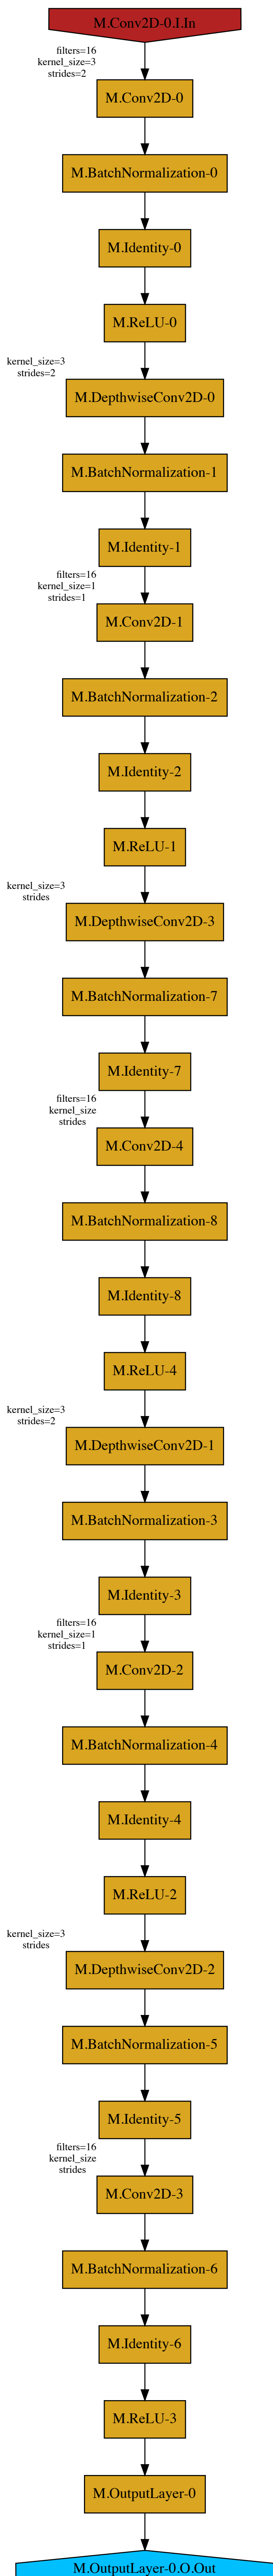 M.Conv2D-0.I.In
filters=16
kernel_size=3
strides=2
M.Conv2D-0
M.BatchNormalization-0
M.Identity-0
M.ReLU-0
kernel_size=3
strides=2
M.DepthwiseConv2D-0
M.BatchNormalization-1
M.Identity-1
filters=16
kernel_size=1
strides=1
M.Conv2D-1
M.BatchNormalization-2
M.Identity-2
M.ReLU-1
kernel_size=3
strides
M.DepthwiseConv2D-3
M.BatchNormalization-7
M.Identity-7
filters=16
kernel_size
strides
M.Conv2D-4
M.BatchNormalization-8
M.Identity-8
M.ReLU-4
kernel_size=3
strides=2
M.DepthwiseConv2D-1
M.BatchNormalization-3
M.Identity-3
filters=16
kernel_size=1
strides=1
M.Conv2D-2
M.BatchNormalization-4
M.Identity-4
M.ReLU-2
kernel_size=3
strides
M.DepthwiseConv2D-2
M.BatchNormalization-5
M.Identity-5
filters=16
kernel_size
strides
M.Conv2D-3
M.BatchNormalization-6
M.Identity-6
M.ReLU-3
M.OutputLayer-0
M.OutputLayer-0.O.Out